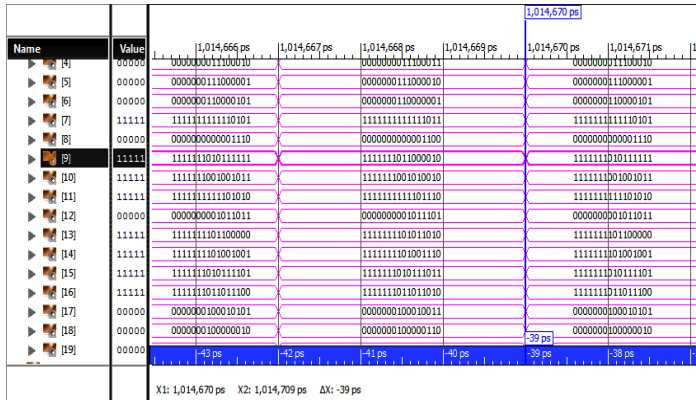 1,014,670 ps
Name Value 1,014,666 ps 1,014,667 ps 1,014,668 ps 1,014,669 ps 1,014,670 ps 1,014,671 ps
[4] 00000 0000000011100010 0000000011100011 0000000011100010
[5] 00000 0000000111000001 0000000111000010 0000000111000001
[6] 00000 0000000110000101 0000000110000001 0000000110000101
[7] 11111 1111111111110101 1111111111111011 1111111111110101
[8] 00000 0000000000001110 0000000000001100 0000000000001110
[9] 11111 1111111010111111 1111111011000010 1111111010111111
[10] 11111 1111111001001011 1111111001010010 1111111001001011
[11] 11111 1111111111101010 1111111111101110 1111111111101010
[12] 00000 0000000001011011 0000000001011101 0000000001011011
[13] 11111 1111111101100000 1111111101011010 1111111101100000
[14] 11111 1111111101001001 1111111101001110 1111111101001001
[15] 11111 1111111010111101 1111111010111011 1111111010111101
[16] 11111 1111111011011100 1111111011011010 1111111011011100
[17] 00000 0000000100010101 0000000100010011 0000000100010101
[18] 00000 0000000100000010 0000000100000110 0000000100000010
[19] 00000 -39 ps
-43 ps -42 ps -41 ps -40 ps -39 ps -38 ps
X1: 1,014,670 ps X2: 1,014,709 ps ΔX: -39 ps